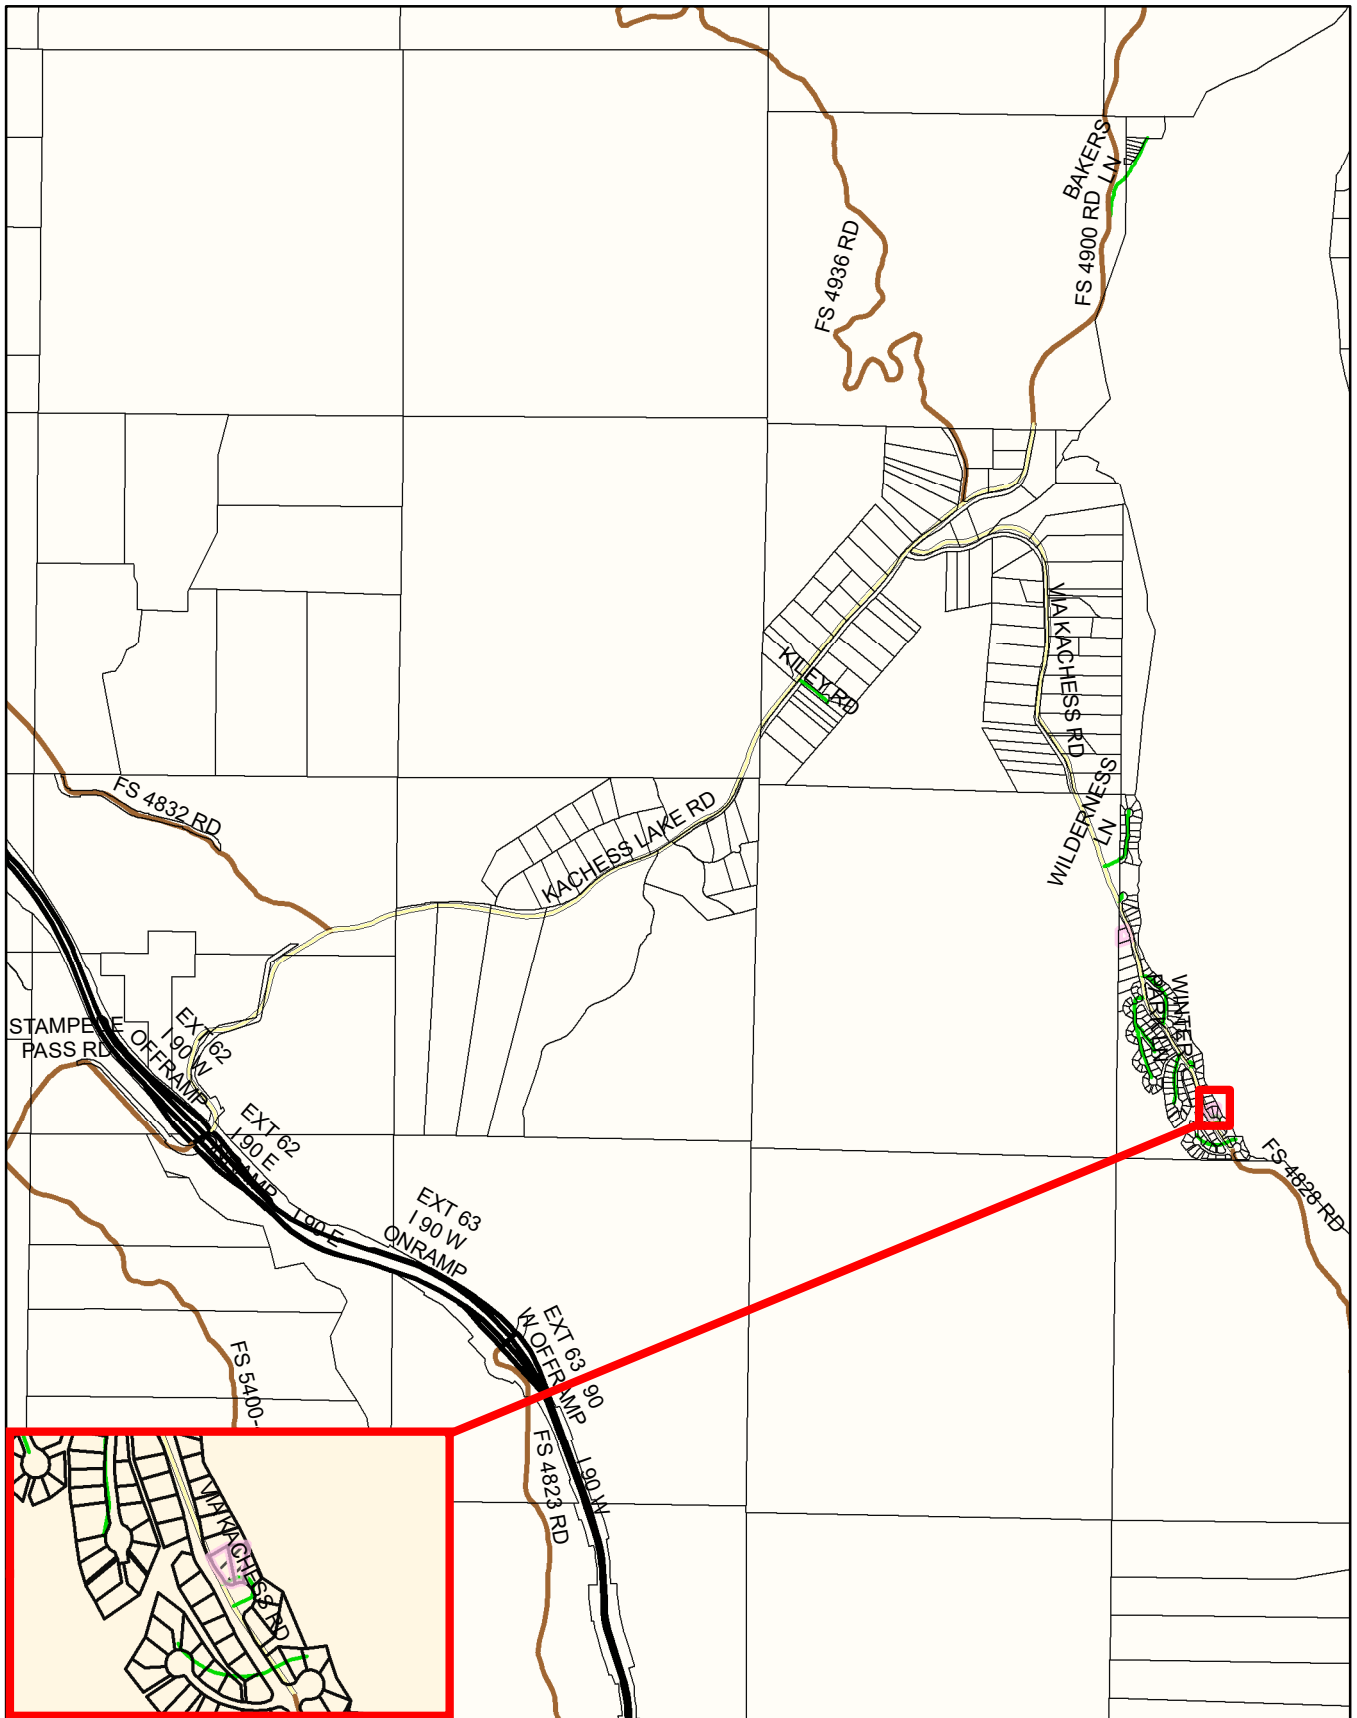 BAKERS
LN
FS 4900 RD
FS 4936 RD
VIA KACHESS RD
KILEY RD
WILDERNESS
LN
FS 4832 RD
KACHESS LAKE RD
WINTER
PARK LN
STAMPEDE
PASS RD
EXT 62
I 90 W
OFFRAMP
EXT 62
I 90 E
ONRAMP
I 90 E
EXT 63
I 90 W
ONRAMP
FS 4828 RD
EXT 63 90
W OFFRAMP
FS 5400-
FS 4823 RD
I 90 W
VIA KACHESS RD